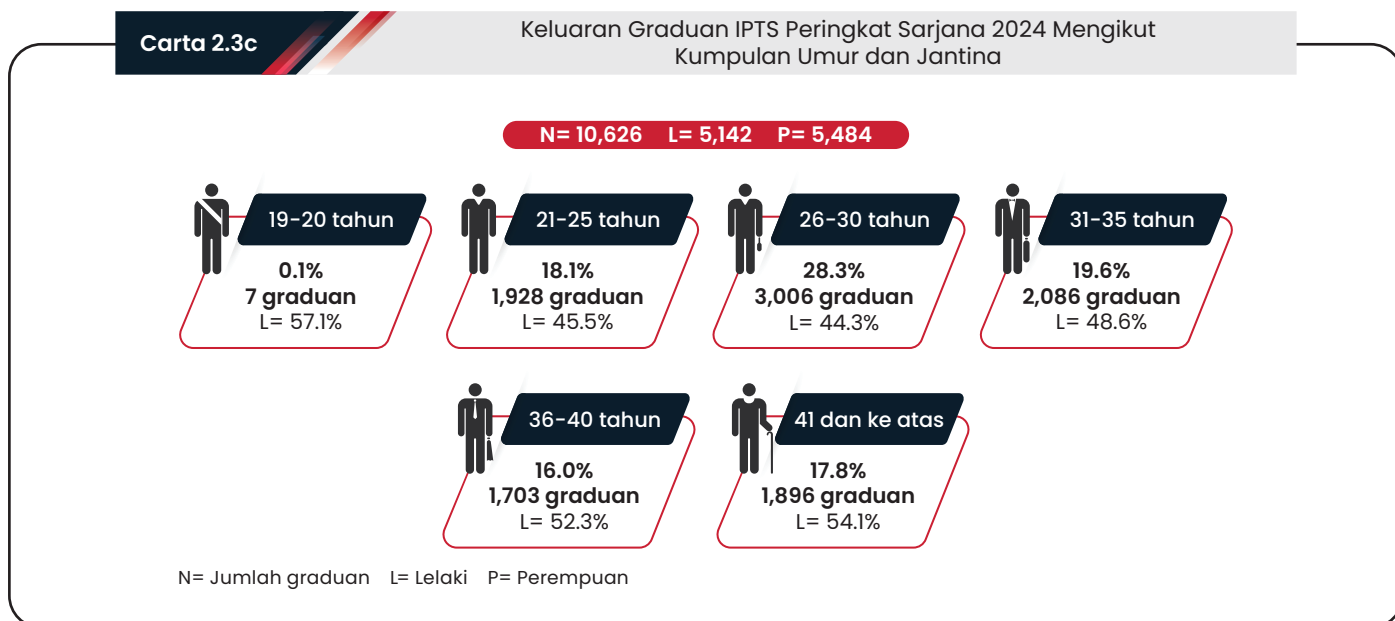 Carta 2.3c
Keluaran Graduan IPTS Peringkat Sarjana 2024 Mengikut
Kumpulan Umur dan Jantina
N= 10,626 L= 5,142 P= 5,484
19-20 tahun
0.1%
7 graduan
L= 57.1%
21-25 tahun
18.1%
1,928 graduan
L= 45.5%
26-30 tahun
28.3%
3,006 graduan
L= 44.3%
31-35 tahun
19.6%
2,086 graduan
L= 48.6%
36-40 tahun
16.0%
1,703 graduan
L= 52.3%
41 dan ke atas
17.8%
1,896 graduan
L= 54.1%
N= Jumlah graduan L= Lelaki P= Perempuan